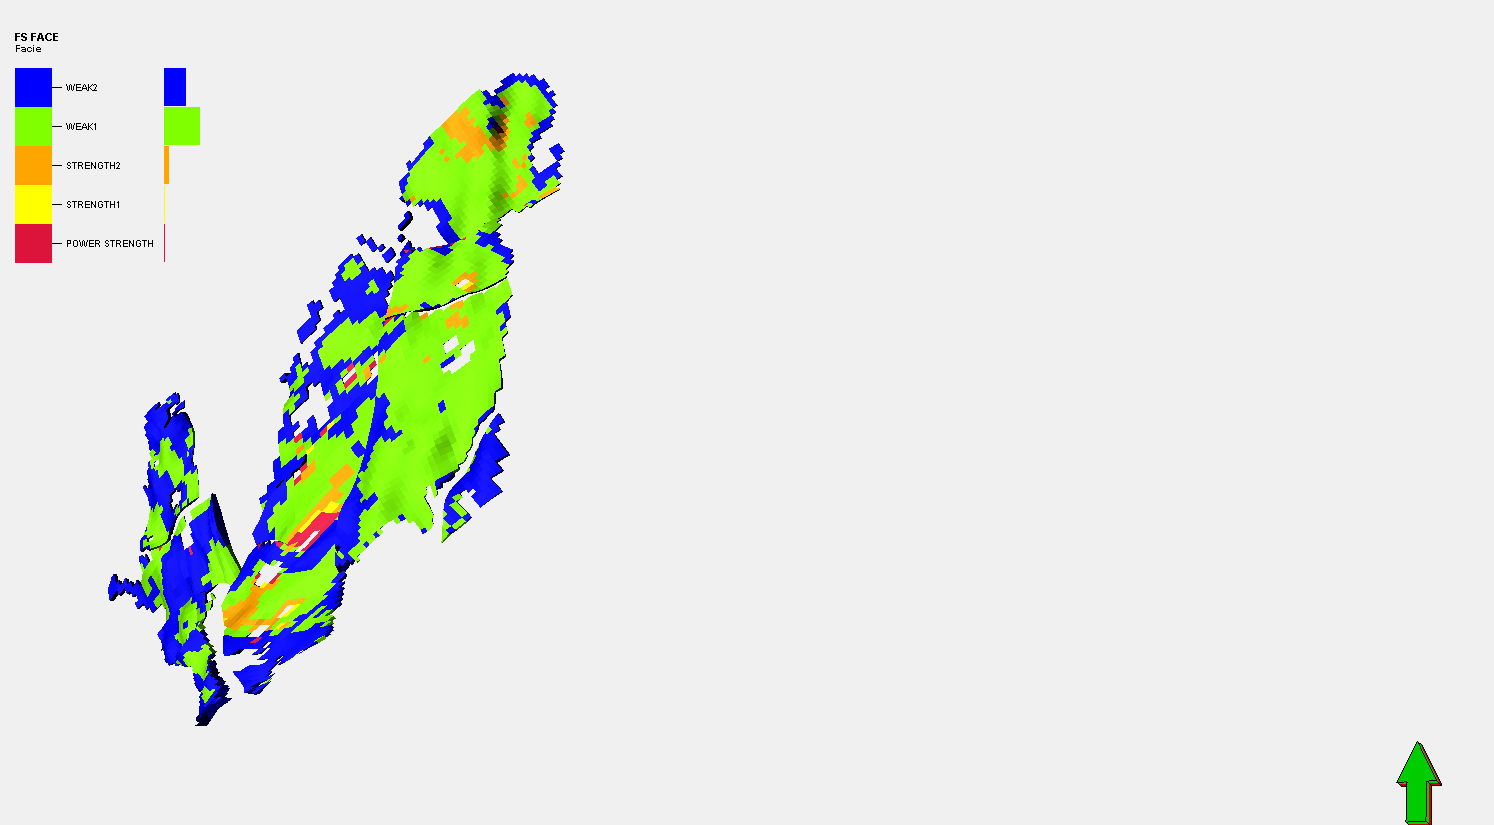 FS FACE
Facie
WEAK2
WEAK1
STRENGTH2
STRENGTH1
POWER STRENGTH